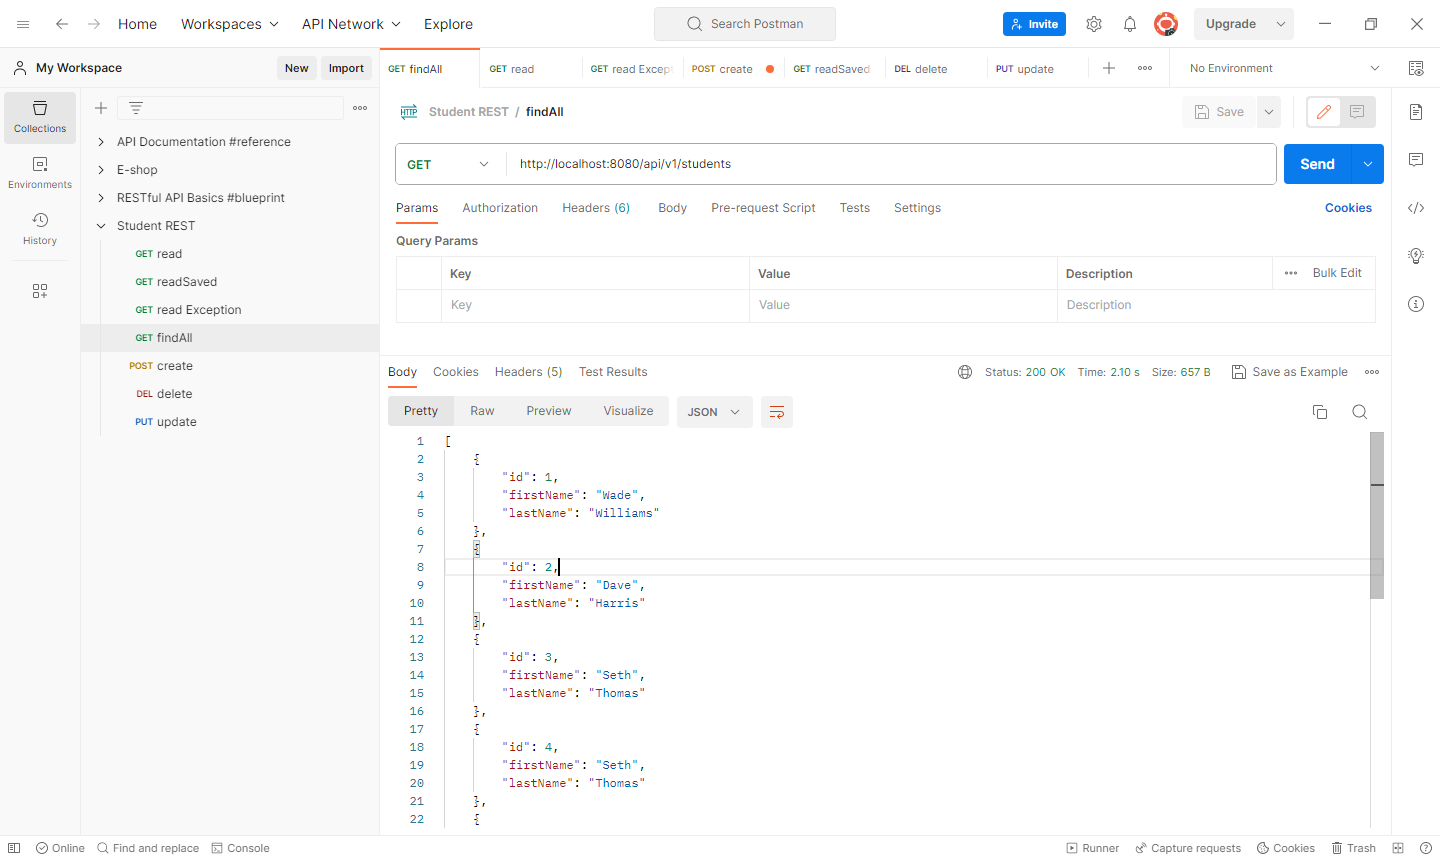 Home Workspaces API Network Explore Search Postman Invite Upgrade
My Workspace New Import
GET findAll GET read GET read Excep POST create GET readSaved DEL delete PUT update No Environment
Collections
Environments
History
API Documentation #reference
E-shop
RESTful API Basics #blueprint
Student REST
GET read
GET readSaved
GET read Exception
GET findAll
POST create
DEL delete
PUT update
HTTP Student REST / findAll Save
GET http://localhost:8080/api/v1/students Send
Params Authorization Headers (6) Body Pre-request Script Tests Settings Cookies
Query Params
Key Value Description Bulk Edit
Key Value Description
Body Cookies Headers (5) Test Results Status: 200 OK Time: 2.10 s Size: 657 B Save as Example
Pretty Raw Preview Visualize JSON
1 [
2 {
3 "id": 1,
4 "firstName": "Wade",
5 "lastName": "Williams"
6 },
7 {
8 "id": 2,
9 "firstName": "Dave",
10 "lastName": "Harris"
11 },
12 {
13 "id": 3,
14 "firstName": "Seth",
15 "lastName": "Thomas"
16 },
17 {
18 "id": 4,
19 "firstName": "Seth",
20 "lastName": "Thomas"
21 },
22 {
Online Find and replace Console Runner Capture requests Cookies Trash